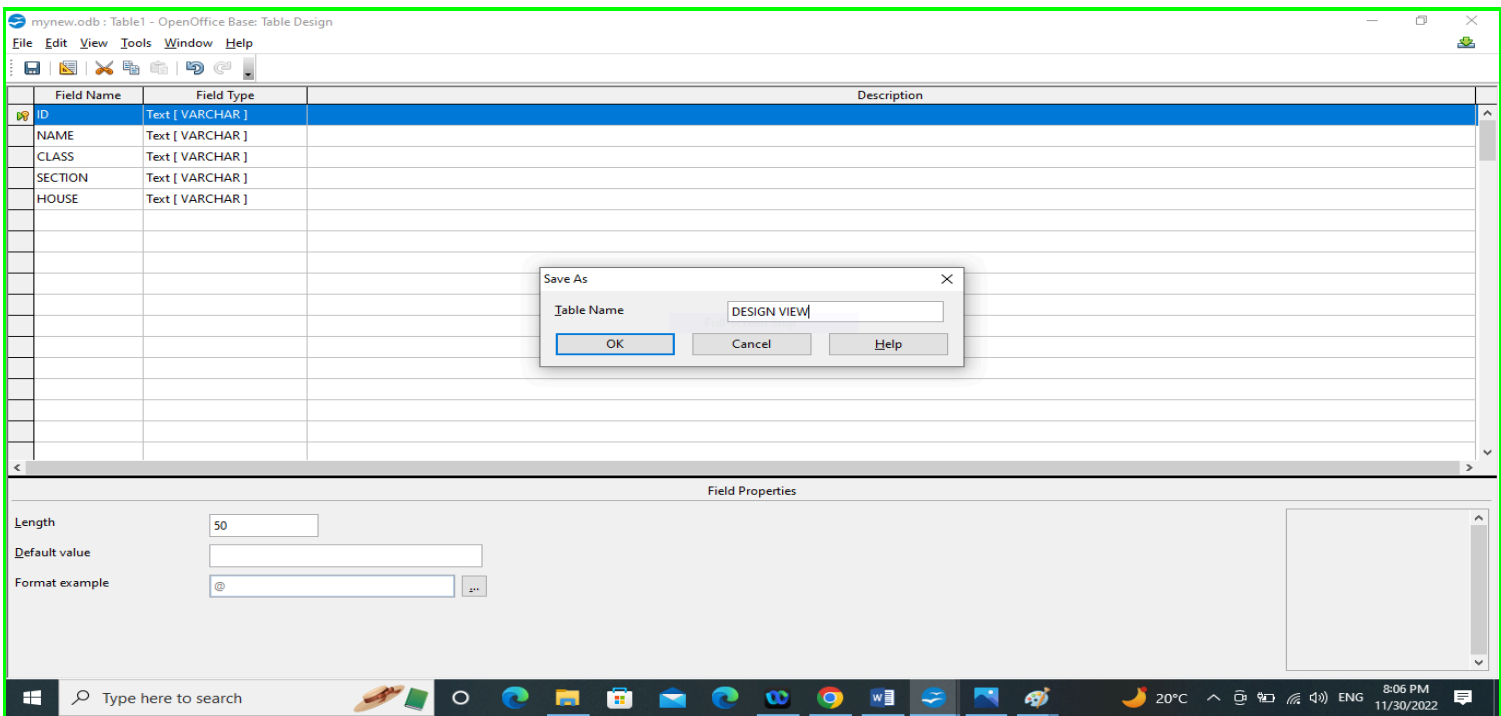 mynew.odb : Table1 - OpenOffice Base: Table Design
File Edit View Tools Window Help
Field Name Field Type Description
ID Text [ VARCHAR ]
NAME Text [ VARCHAR ]
CLASS Text [ VARCHAR ]
SECTION Text [ VARCHAR ]
HOUSE Text [ VARCHAR ]
Save As
Table Name DESIGN VIEW
OK Cancel Help
Field Properties
Length 50
Default value
Format example @ ...
Type here to search 20°C ENG 8:06 PM
11/30/2022